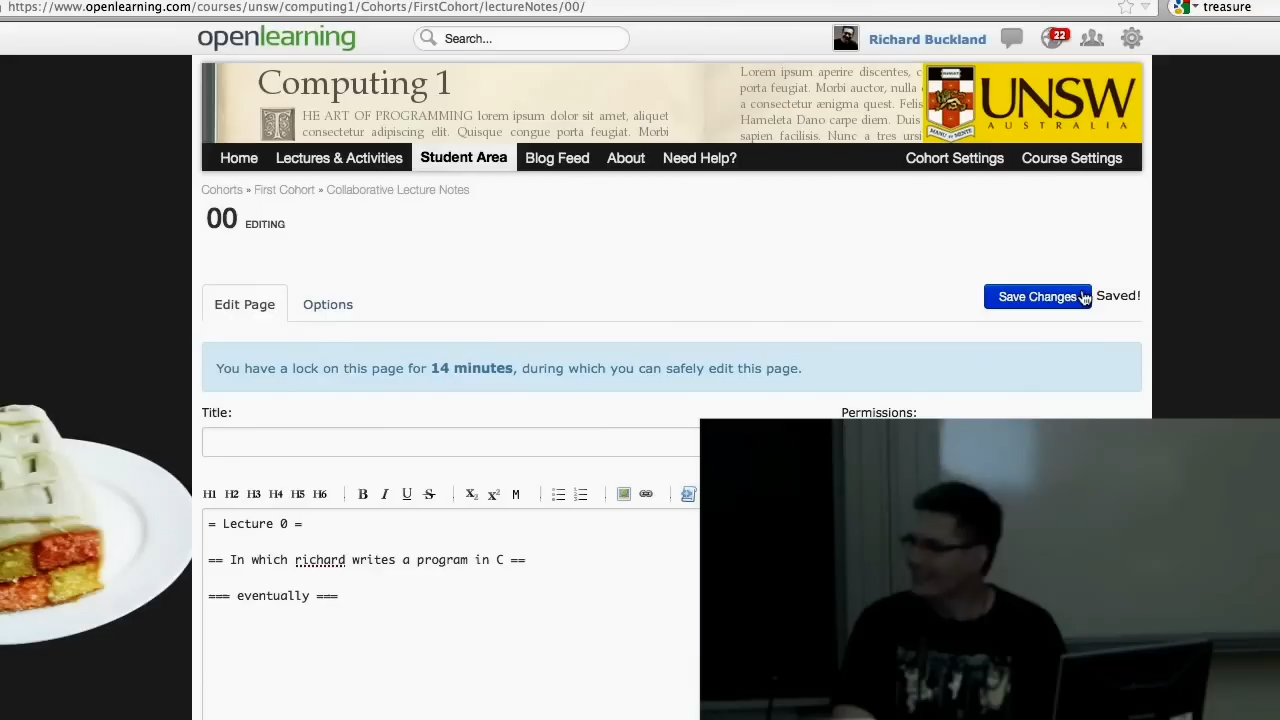 https://www.openlearning.com/courses/unsw/computing1/Cohorts/FirstCohort/lectureNotes/00/
treasure
openlearning
Search...
Richard Buckland
22
Computing 1
THE ART OF PROGRAMMING lorem ipsum dolor sit amet, aliquet
consectetur adipiscing elit. Quisque congue porta feugiat. Morbi
Lorem ipsum aperire discentes, c
porta feugiat. Morbi auctor, nulla
a consectetur ænigma quest. Felis
Hameleta Dano carpe diem. Duis
sapien facilisis. Nunc a tres ursi
UNSW
AUSTRALIA
Home Lectures & Activities Student Area Blog Feed About Need Help? Cohort Settings Course Settings
Cohorts » First Cohort » Collaborative Lecture Notes
00 EDITING
Edit Page Options
Save Changes Saved!
You have a lock on this page for 14 minutes, during which you can safely edit this page.
Title:
Permissions:
H1 H2 H3 H4 H5 H6 B I U S X₂ x² M
= Lecture 0 =
== In which richard writes a program in C ==
=== eventually ===